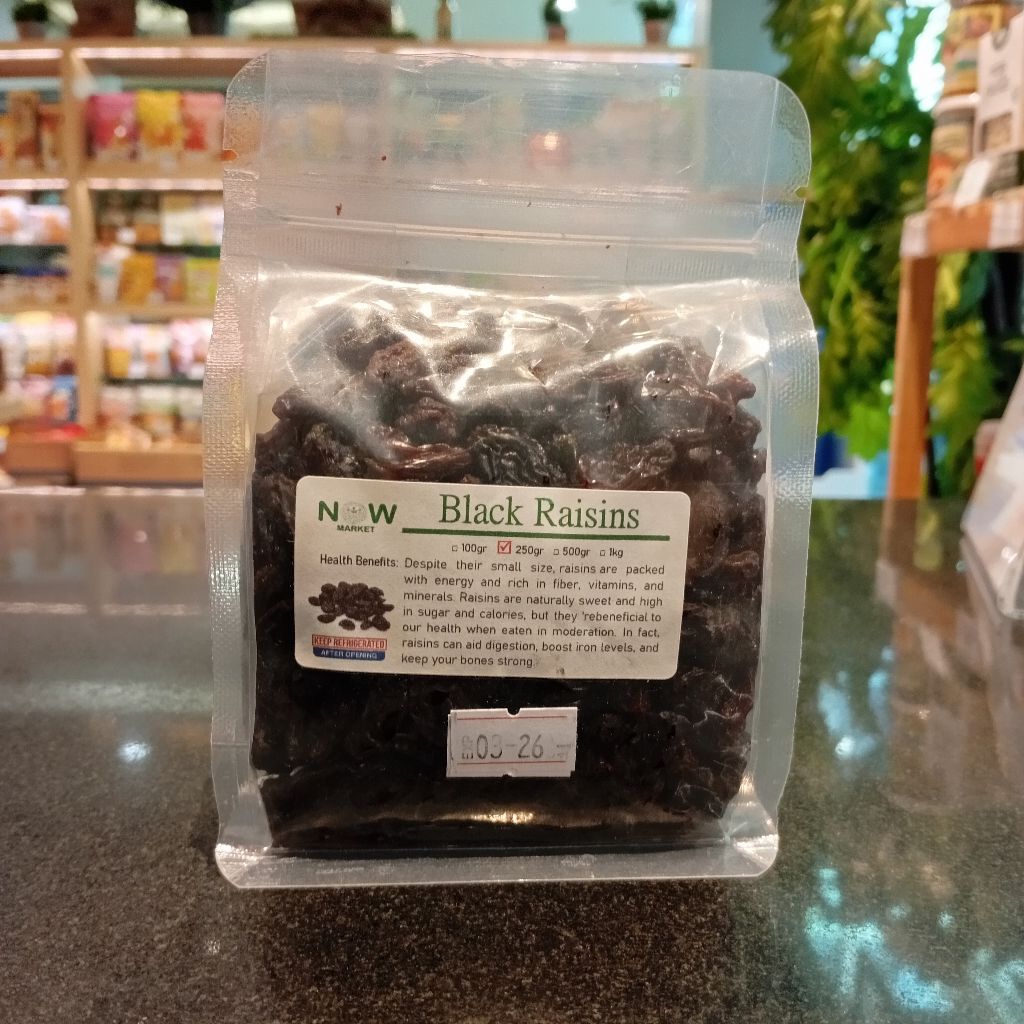 NOW
MARKET
Black Raisins
100gr 250gr 500gr 1kg
Health Benefits: Despite their small size, raisins are packed
with energy and rich in fiber, vitamins, and
minerals. Raisins are naturally sweet and high
in sugar and calories, but they 'rebeneficial to
our health when eaten in moderation. In fact,
raisins can aid digestion, boost iron levels, and
keep your bones strong.
KEEP REFRIGERATED
AFTER OPENING
EXP 03-26